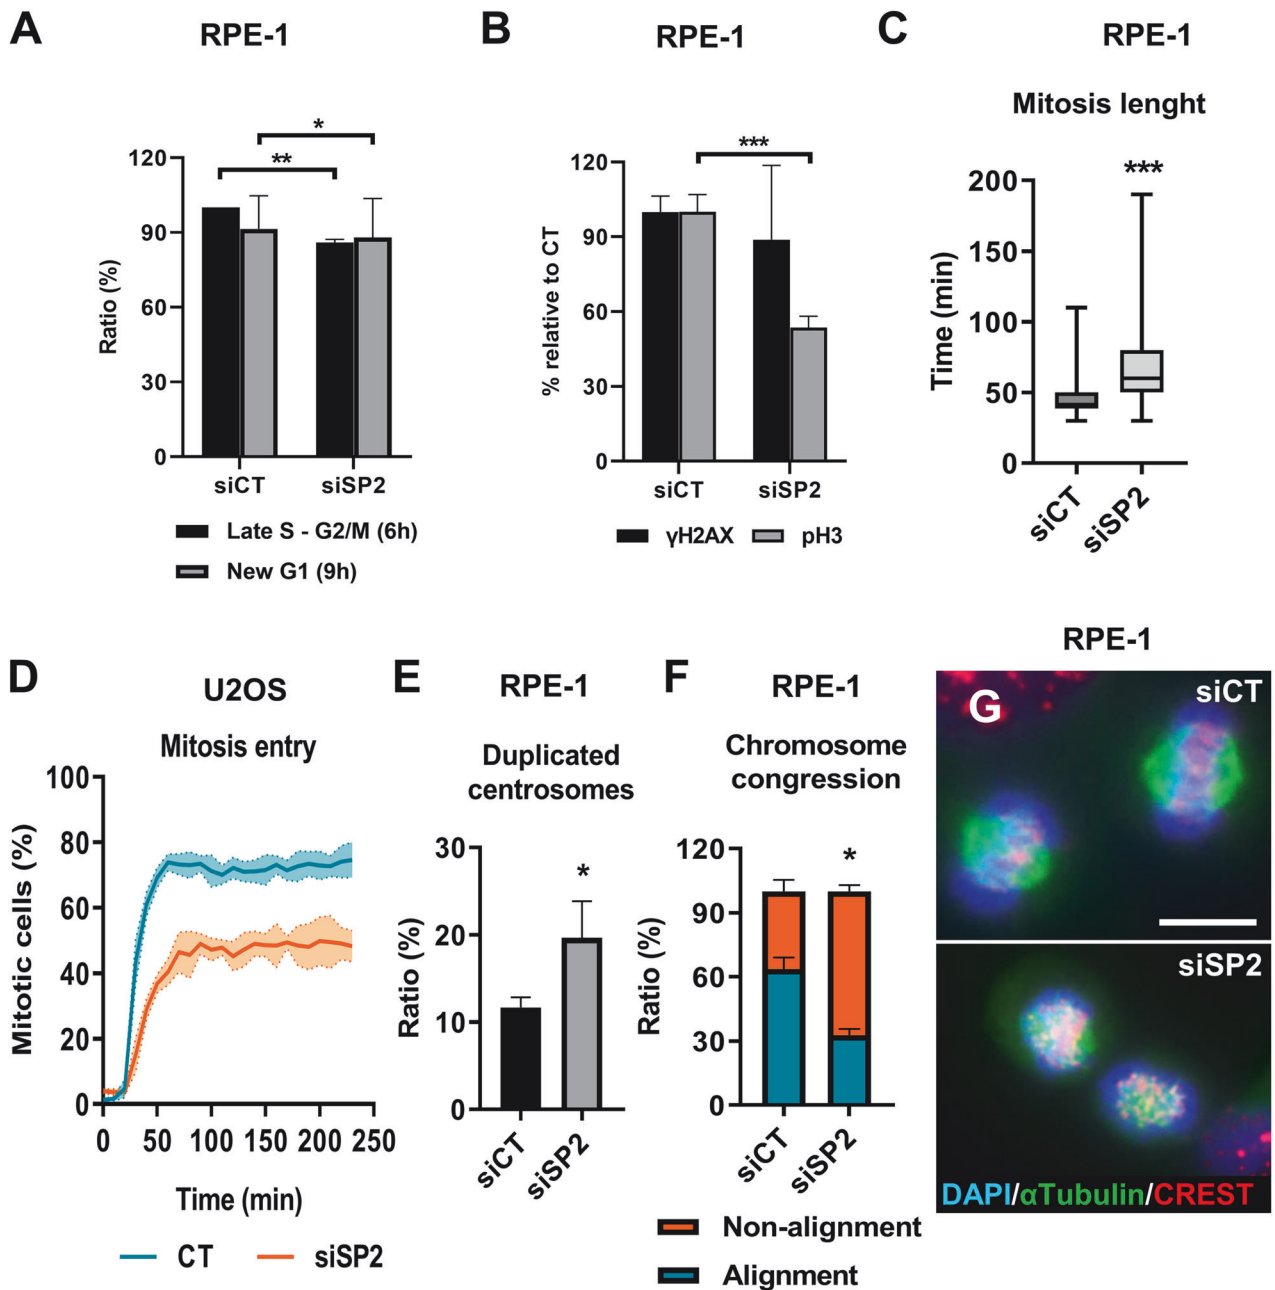 A
RPE-1
*
**
120
90
60
30
0
Ratio (%)
siCT
siSP2
Late S - G2/M (6h)
New G1 (9h)
B
RPE-1
***
120
90
60
30
0
% relative to CT
siCT
siSP2
γH2AX
pH3
C
RPE-1
Mitosis lenght
***
200
150
100
50
0
Time (min)
siCT
siSP2
D
U2OS
Mitosis entry
100
80
60
40
20
0
Mitotic cells (%)
0 50 100 150 200 250
Time (min)
CT
siSP2
E
RPE-1
Duplicated
centrosomes
*
30
20
10
0
Ratio (%)
siCT
siSP2
F
RPE-1
Chromosome
congression
*
120
90
60
30
0
Ratio (%)
siCT
siSP2
Non-alignment
Alignment
RPE-1
G
siCT
siSP2
DAPI/αTubulin/CREST